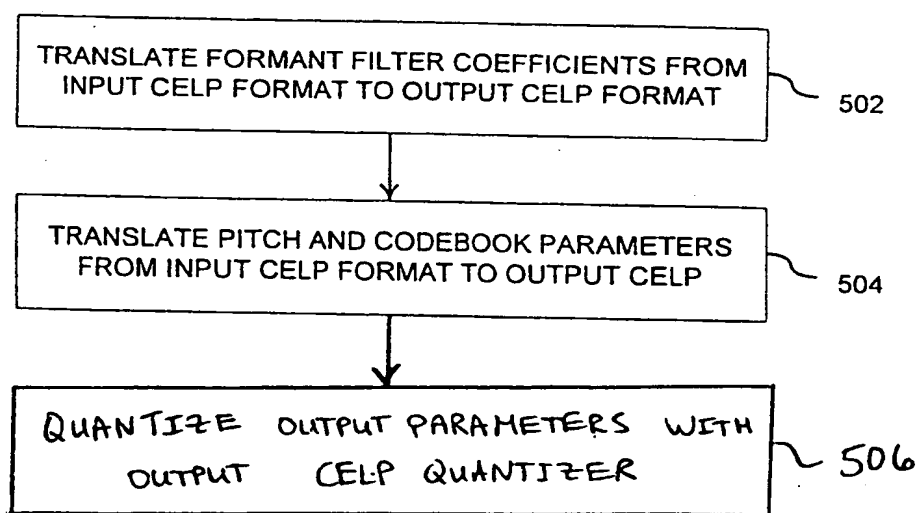 TRANSLATE FORMANT FILTER COEFFICIENTS FROM
INPUT CELP FORMAT TO OUTPUT CELP FORMAT
502
TRANSLATE PITCH AND CODEBOOK PARAMETERS
FROM INPUT CELP FORMAT TO OUTPUT CELP
504
QUANTIZE OUTPUT PARAMETERS WITH
OUTPUT CELP QUANTIZER
506